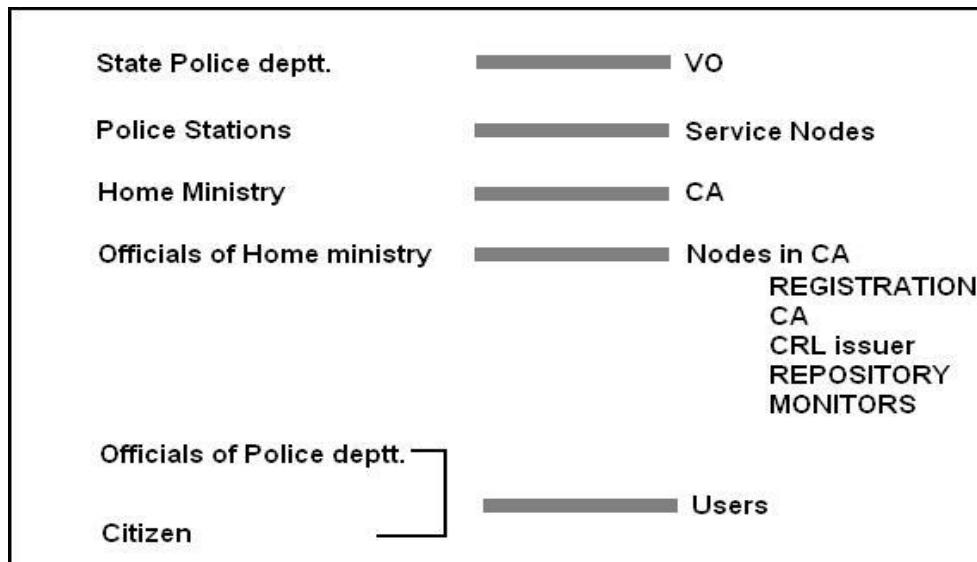 State Police deptt. VO
Police Stations Service Nodes
Home Ministry CA
Officials of Home ministry Nodes in CA
REGISTRATION
CA
CRL issuer
REPOSITORY
MONITORS
Officials of Police deptt.
Users
Citizen